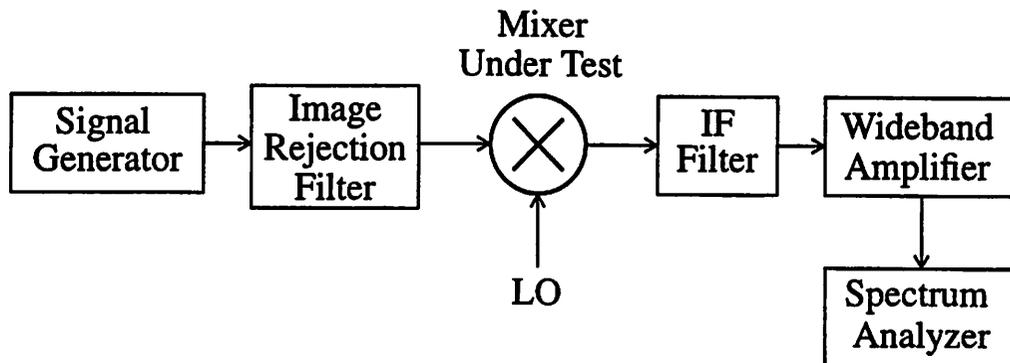 Mixer
Under Test
Signal
Generator
Image
Rejection
Filter
IF
Filter
Wideband
Amplifier
LO
Spectrum
Analyzer